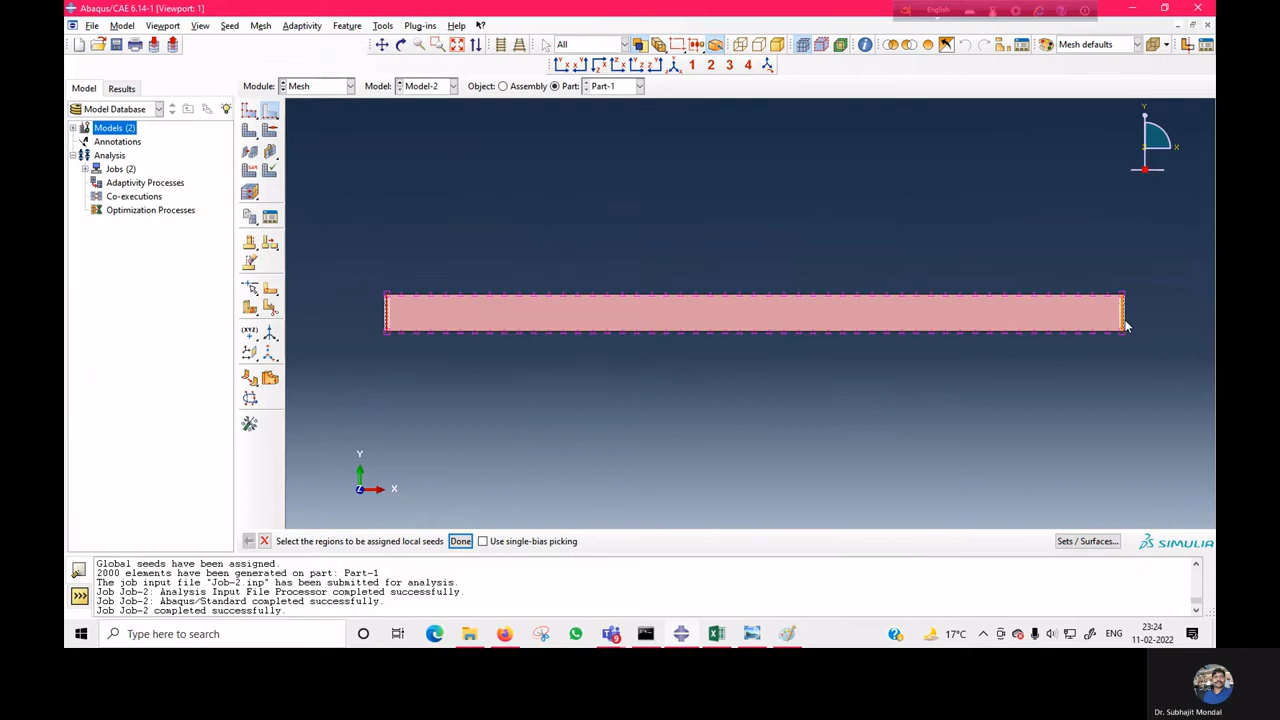 Abaqus/CAE 6.14-1 [Viewport: 1]
English
File Model Viewport View Seed Mesh Adaptivity Feature Tools Plug-ins Help
All
Mesh defaults
1 2 3 4
Model Results
Module: Mesh Model: Model-2 Object: Assembly Part: Part-1
Model Database
Models (2)
Annotations
Analysis
Jobs (2)
Adaptivity Processes
Co-executions
Optimization Processes
Y
X
Y
Z
X
Select the regions to be assigned local seeds Done Use single-bias picking Sets / Surfaces...
SIMULIA
Global seeds have been assigned.
2000 elements have been generated on part: Part-1
The job input file "Job-2.inp" has been submitted for analysis.
Job Job-2: Analysis Input File Processor completed successfully.
Job Job-2: Abaqus/Standard completed successfully.
Job Job-2 completed successfully.
Type here to search
17°C
ENG
23:24
11-02-2022
Dr. Subhajit Mondal